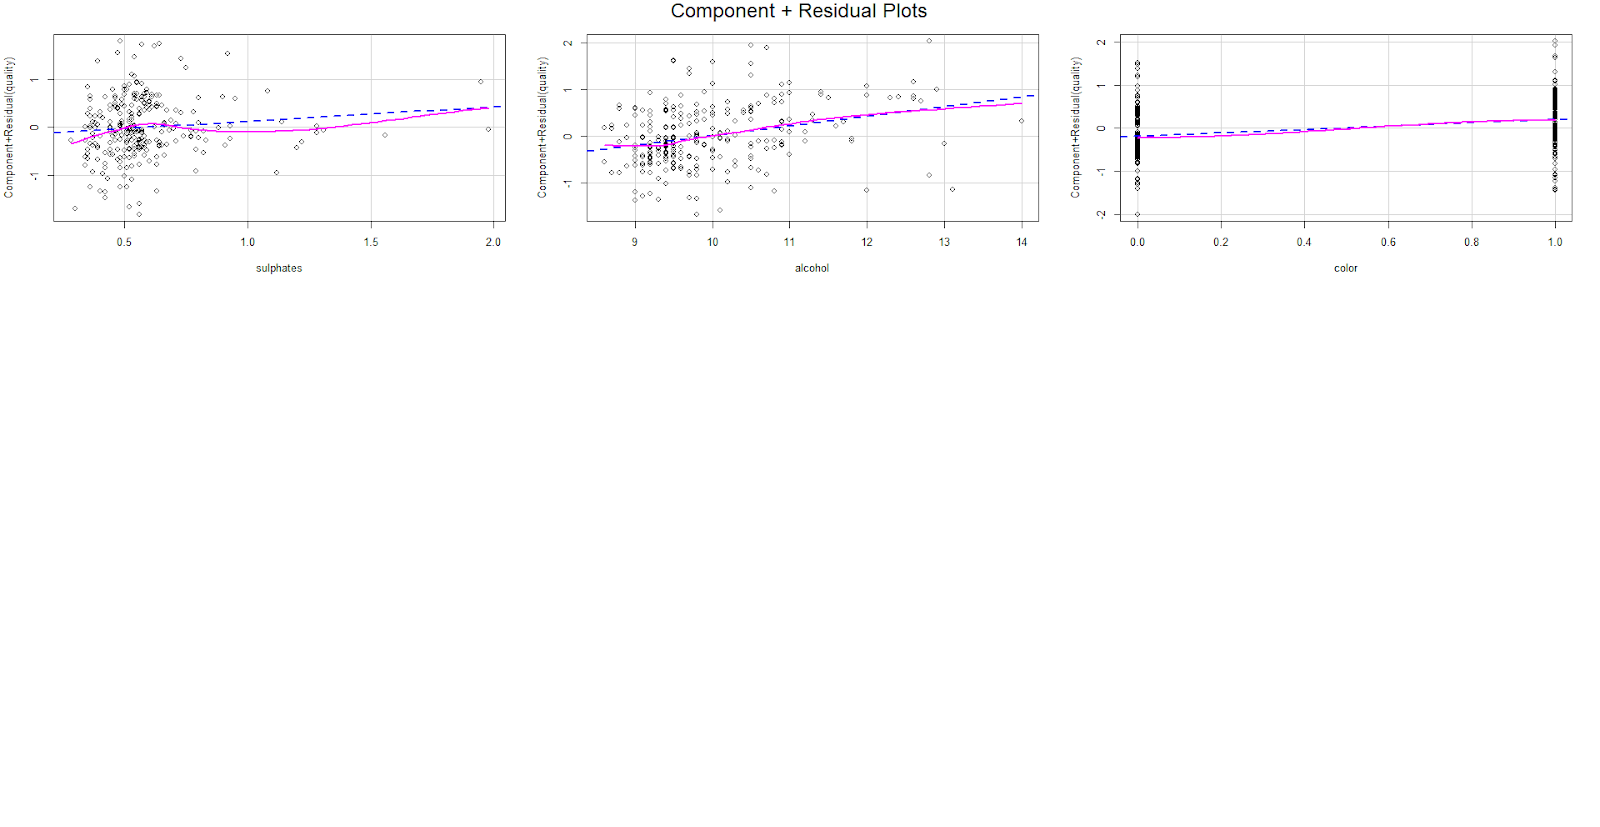 Component + Residual Plots
Component+Residual(quality)
-1 0 1
0.5 1.0 1.5 2.0
sulphates
Component+Residual(quality)
-1 0 1 2
9 10 11 12 13 14
alcohol
Component+Residual(quality)
-2 -1 0 1 2
0.0 0.2 0.4 0.6 0.8 1.0
color